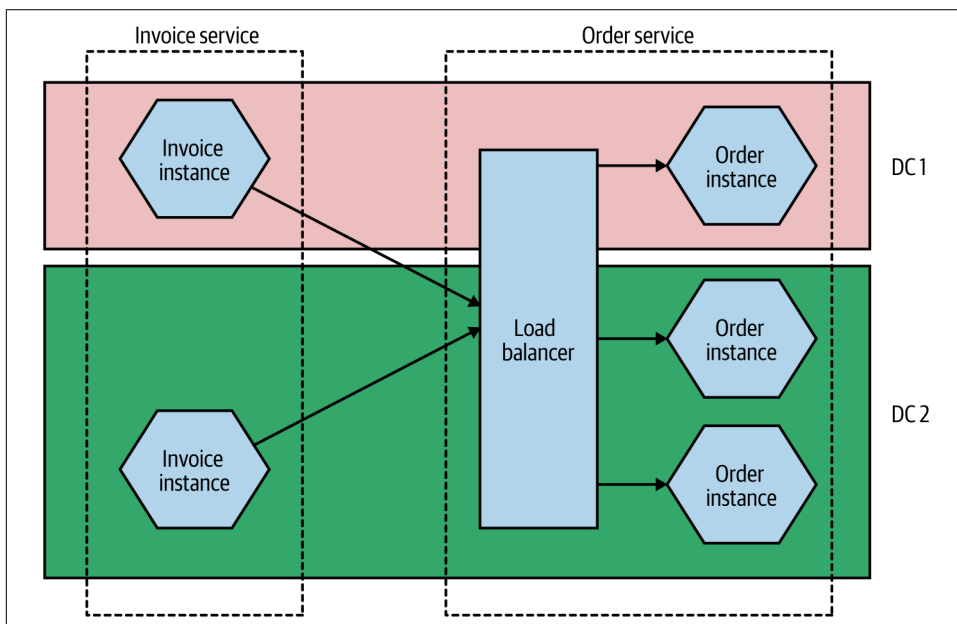 Invoice service
Order service
Invoice
instance
Order
instance
DC 1
Load
balancer
Order
instance
DC 2
Invoice
instance
Order
instance